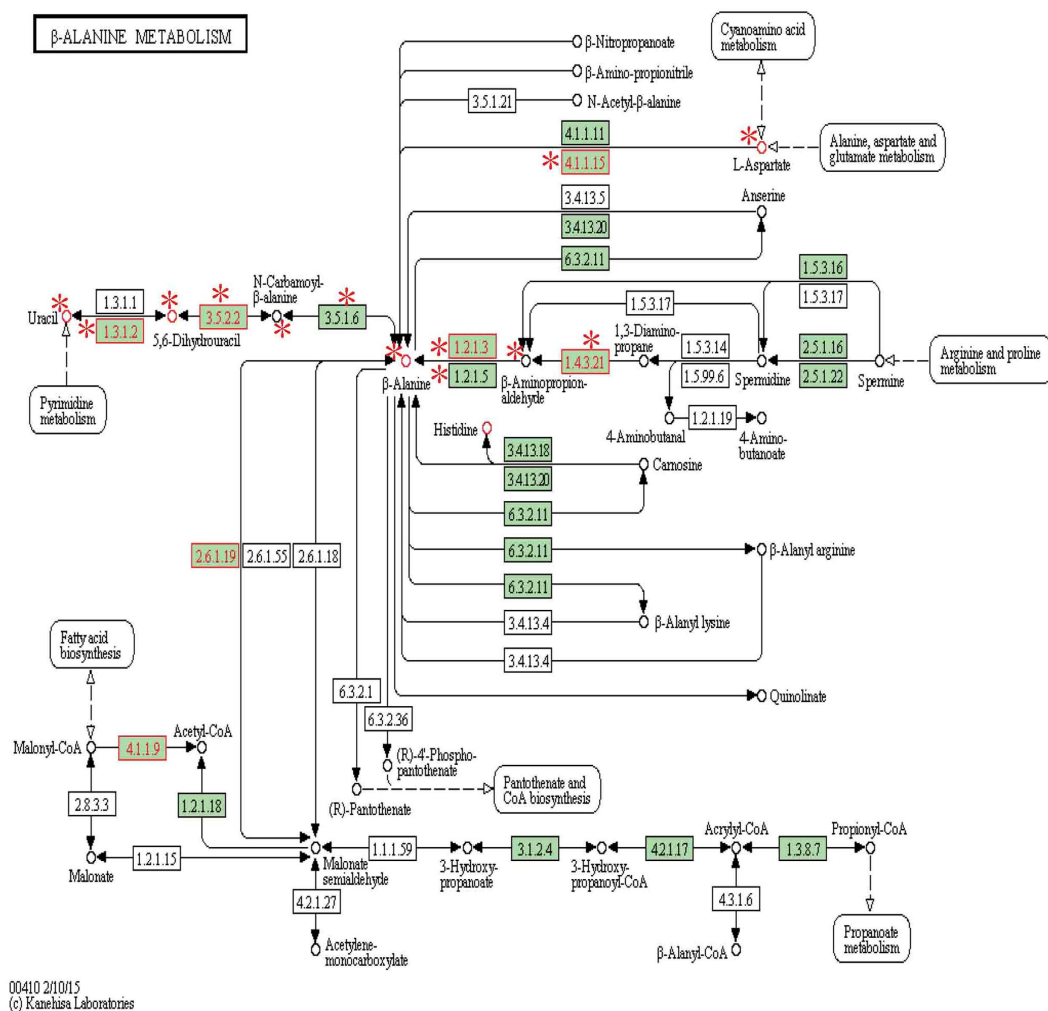 β-ALANINE METABOLISM
β-Nitropropanoate
β-Amino-propionitrile
3.5.1.21
N-Acetyl-β-alanine
Cyanoamino acid
metabolism
4.1.1.11
*
* 4.1.1.15
L-Aspartate
Alanine, aspartate and
glutamate metabolism
3.4.13.5
Anserine
3.4.13.20
6.3.2.11
1.5.3.16
1.5.3.17
1.5.3.17
N-Carbamoyl-
β-alanine
*
*
*
*
1.3.1.1
3.5.2.2
3.5.1.6
Uracil
* 1.3.1.2
5,6-Dihydrouracil
*
Pyrimidine
metabolism
*
β-Alanine
* 1.2.1.3
* 1.2.1.5
*
β-Aminopropion-
aldehyde
*
1.4.3.21
1,3-Diamino-
propane
1.5.3.14
1.5.99.6
Spermidine
2.5.1.16
2.5.1.22
Spermine
Arginine and proline
metabolism
4-Aminobutanal
1.2.1.19
4-Amino-
butanoate
Histidine
3.4.13.18
3.4.13.20
Carnosine
6.3.2.11
6.3.2.11
β-Alanyl arginine
6.3.2.11
3.4.13.4
β-Alanyl lysine
3.4.13.4
2.6.1.19
2.6.1.55
2.6.1.18
Fatty acid
biosynthesis
6.3.2.1
6.3.2.36
Quinolinate
Malonyl-CoA
4.1.1.9
Acetyl-CoA
(R)-4'-Phospho-
pantothenate
(R)-Pantothenate
Pantothenate and
CoA biosynthesis
2.8.3.3
1.2.1.18
Malonate
1.2.1.15
Malonate
semialdehyde
1.1.1.59
3-Hydroxy-
propanoate
3.1.2.4
3-Hydroxy-
propanoyl-CoA
4.2.1.17
Acrylyl-CoA
1.3.8.7
Propionyl-CoA
4.2.1.27
Acetylene-
monocarboxylate
4.3.1.6
β-Alanyl-CoA
Propanoate
metabolism
00410 2/10/15
(c) Kanehisa Laboratories